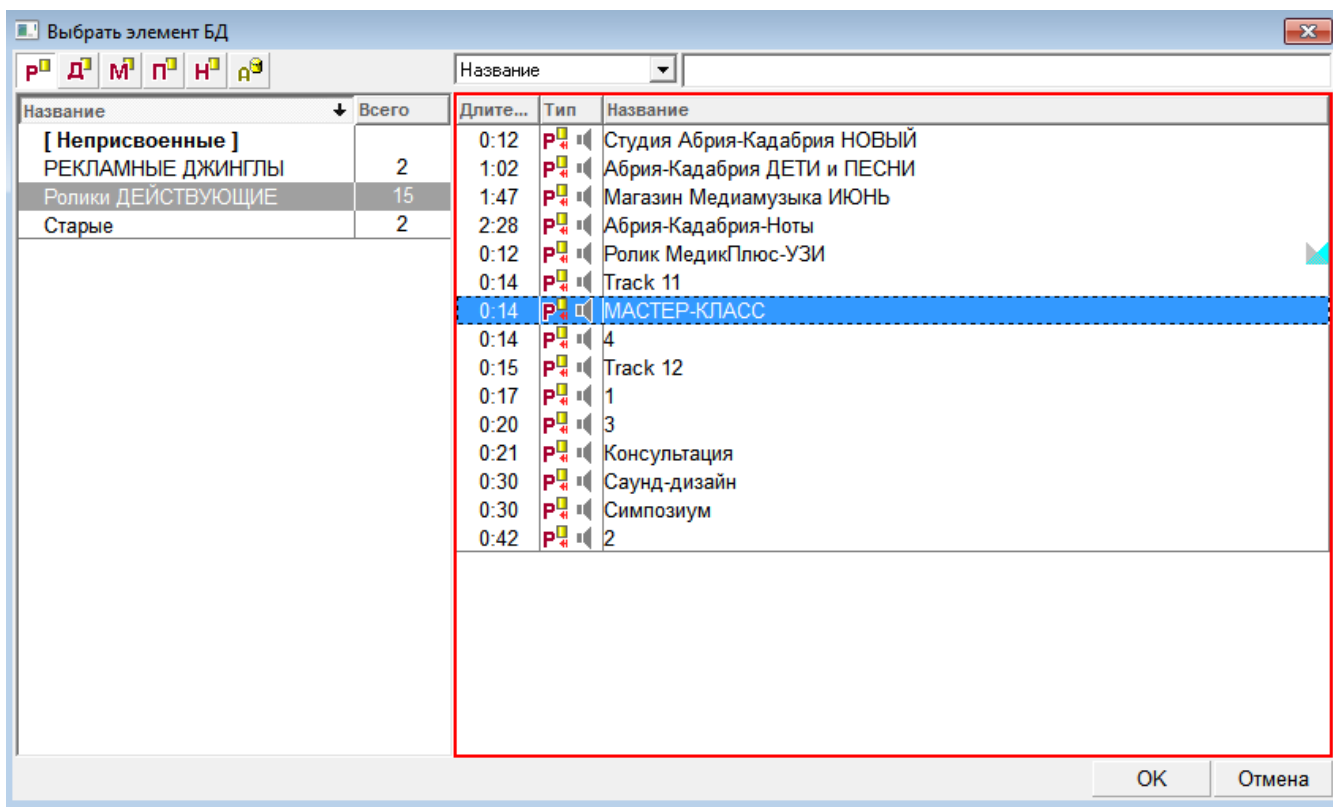 Выбрать элемент БД
Р Д М П Н А
Название
Название Всего
[ Неприсвоенные ]
РЕКЛАМНЫЕ ДЖИНГЛЫ 2
Ролики ДЕЙСТВУЮЩИЕ 15
Старые 2
Длите... Тип Название
0:12 Р Студия Абрия-Кадабрия НОВЫЙ
1:02 Р Абрия-Кадабрия ДЕТИ и ПЕСНИ
1:47 Р Магазин Медиамузыка ИЮНЬ
2:28 Р Абрия-Кадабрия-Ноты
0:12 Р Ролик МедикПлюс-УЗИ
0:14 Р Track 11
0:14 Р МАСТЕР-КЛАСС
0:14 Р 4
0:15 Р Track 12
0:17 Р 1
0:20 Р 3
0:21 Р Консультация
0:30 Р Саунд-дизайн
0:30 Р Симпозиум
0:42 Р 2
OK Отмена